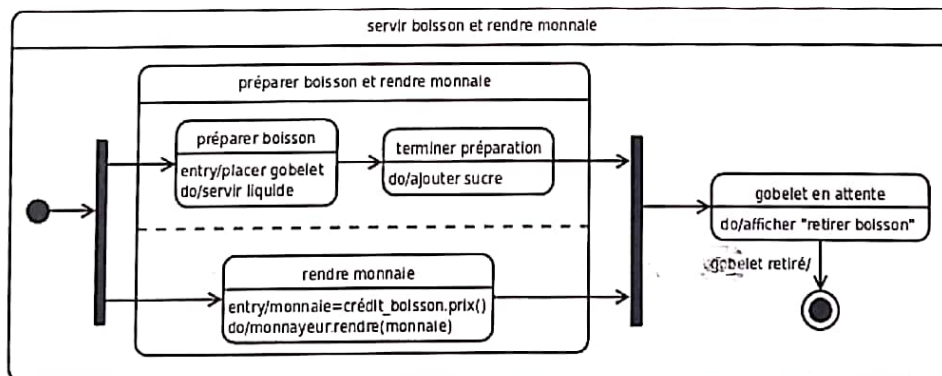 servir boisson et rendre monnaie
préparer boisson et rendre monnaie
préparer boisson
entry/placer gobelet
do/servir liquide
terminer préparation
do/ajouter sucre
gobelet en attente
do/afficher "retirer boisson"
gobelet retiré/
rendre monnaie
entry/monnaie=crédit_boisson.prix()
do/monnayeur.rendre(monnaie)